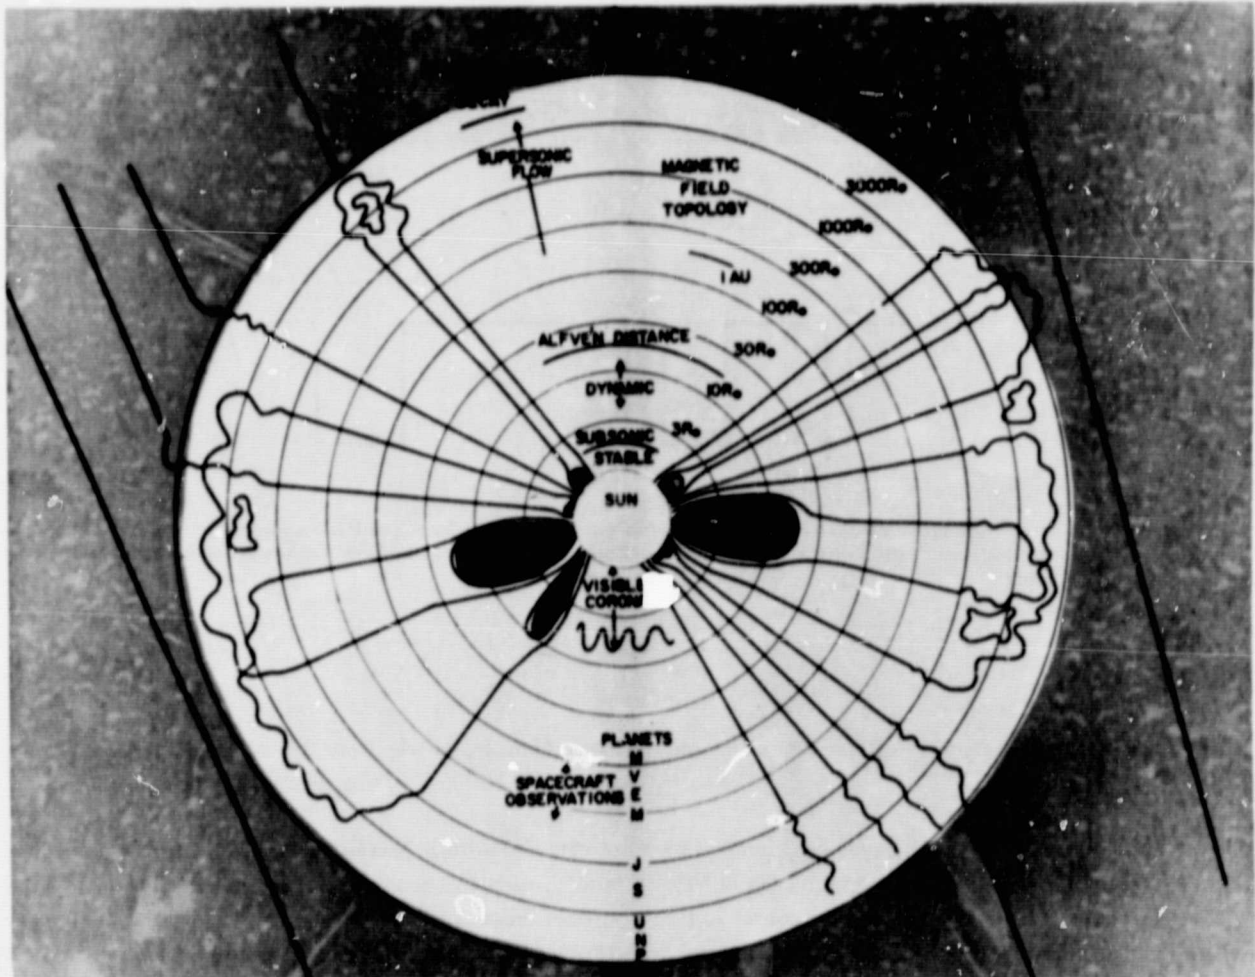 SUPERSONIC
FLOW
MAGNETIC
FIELD
TOPOLOGY
3000R⊙
1000R⊙
300R⊙
1 AU
100R⊙
ALFVEN DISTANCE
30R⊙
DYNAMIC
10R⊙
3R⊙
SUBSONIC
STABLE
SUN
VISIBLE
PLANETS
M
V
E
M
SPACECRAFT
OBSERVATIONS
J
S
U
N
P